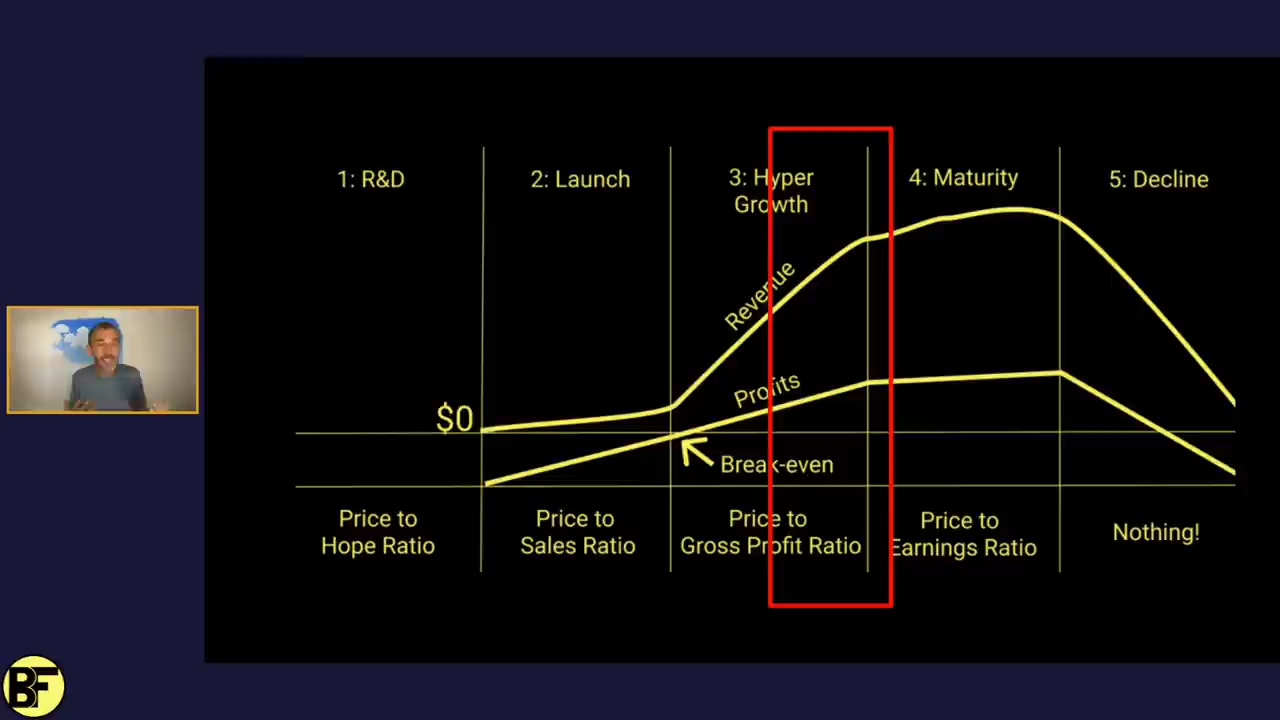 1: R&D
2: Launch
3: Hyper
Growth
4: Maturity
5: Decline
Revenue
Profits
$0
Break-even
Price to
Hope Ratio
Price to
Sales Ratio
Price to
Gross Profit Ratio
Price to
Earnings Ratio
Nothing!
BF